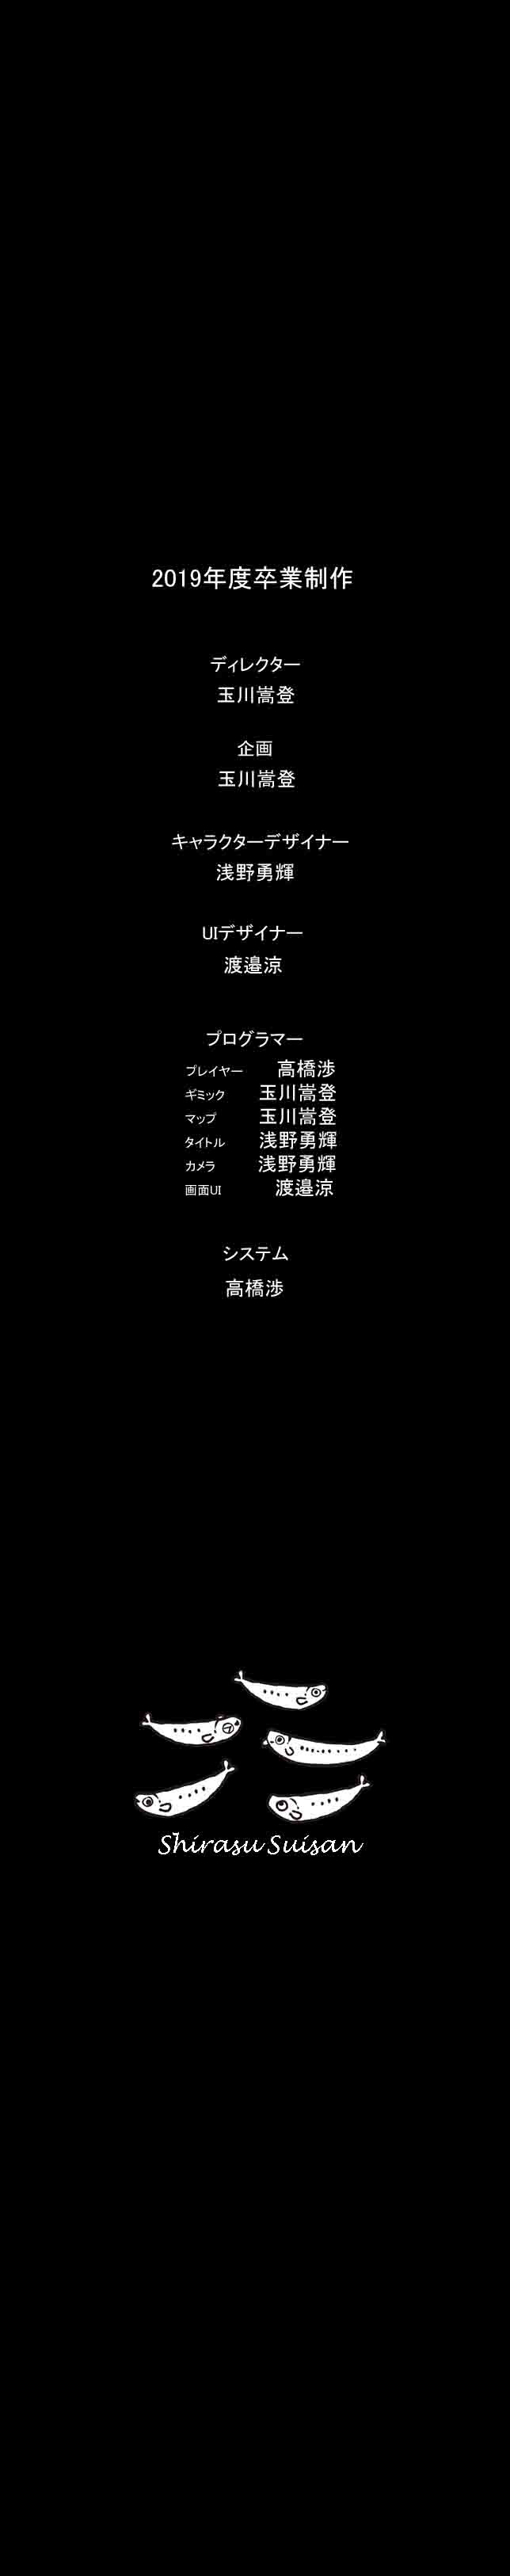 2019年度卒業制作
ディレクター
玉川嵩登
企画
玉川嵩登
キャラクターデザイナー
浅野勇輝
UIデザイナー
渡邉涼
プログラマー
プレイヤー 高橋渉
ギミック 玉川嵩登
マップ 玉川嵩登
タイトル 浅野勇輝
カメラ 浅野勇輝
画面UI 渡邉涼
システム
高橋渉
Shirasu Suisan